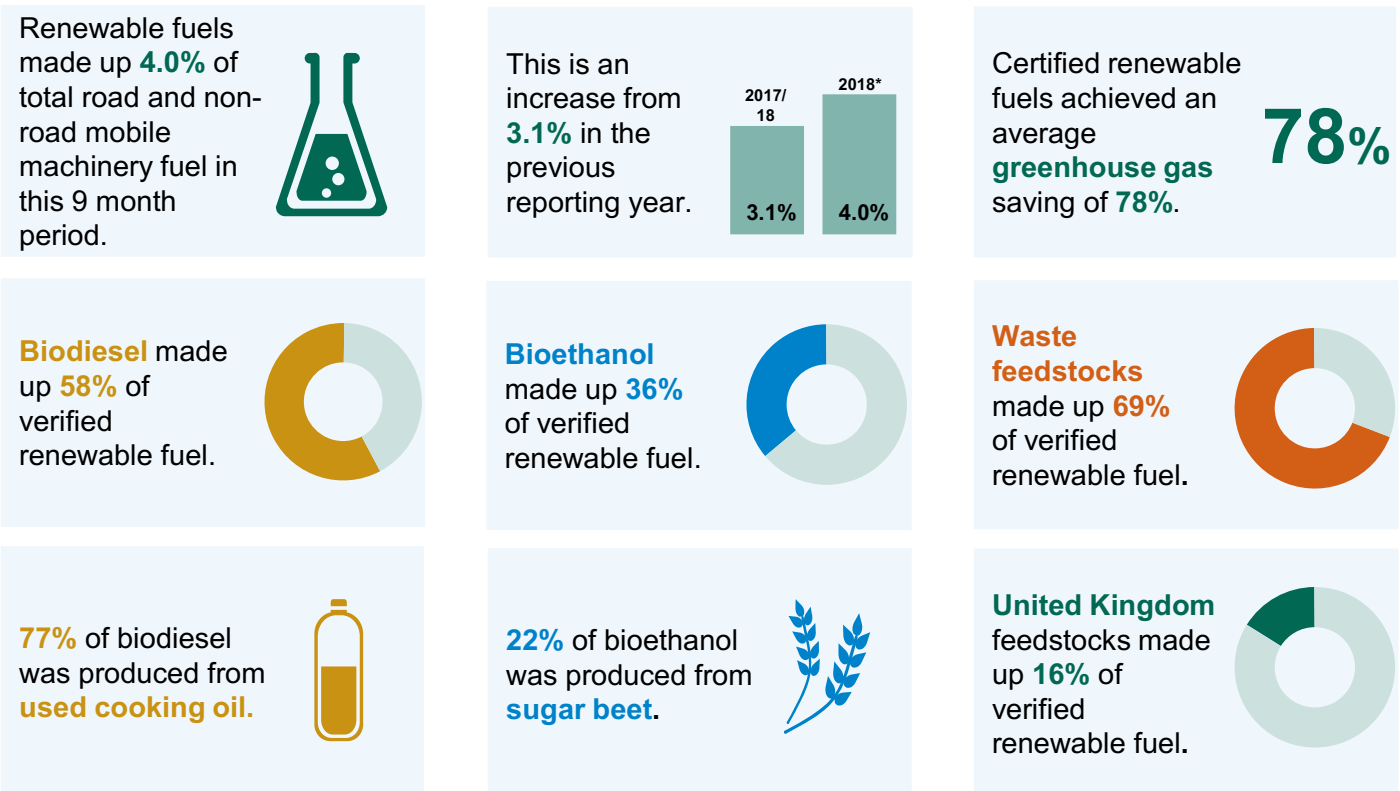 Renewable fuels
made up 4.0% of
total road and non-
road mobile
machinery fuel in
this 9 month
period.
This is an
increase from
3.1% in the
previous
reporting year.
2017/
18
2018*
3.1%
4.0%
Certified renewable
fuels achieved an
average
greenhouse gas
saving of 78%.
78%
Biodiesel made
up 58% of
verified
renewable fuel.
Bioethanol
made up 36%
of verified
renewable fuel.
Waste
feedstocks
made up 69%
of verified
renewable fuel.
77% of biodiesel
was produced from
used cooking oil.
22% of bioethanol
was produced from
sugar beet.
United Kingdom
feedstocks made
up 16% of
verified
renewable fuel.